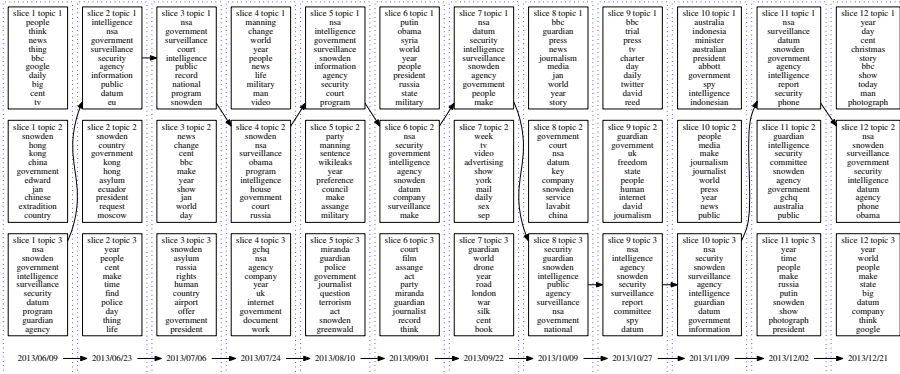 slice 1 topic 1
people
think
news
thing
bbc
google
daily
big
cent
tv
slice 2 topic 1
intelligence
nsa
government
surveillance
security
agency
information
public
datum
eu
slice 3 topic 1
nsa
government
surveillance
court
intelligence
public
record
national
program
snowden
slice 4 topic 1
manning
change
world
year
people
news
life
military
man
video
slice 5 topic 1
nsa
intelligence
government
surveillance
snowden
information
agency
security
court
program
slice 6 topic 1
putin
obama
syria
world
year
people
president
russia
state
military
slice 7 topic 1
nsa
datum
security
intelligence
surveillance
snowden
agency
government
people
make
slice 8 topic 1
bbc
guardian
press
news
journalism
media
jan
world
year
story
slice 9 topic 1
bbc
trial
press
tv
charter
day
daily
twitter
david
reed
slice 10 topic 1
australia
indonesia
minister
australian
president
abbott
government
spy
intelligence
indonesian
slice 11 topic 1
nsa
surveillance
datum
snowden
government
agency
intelligence
report
security
phone
slice 12 topic 1
year
day
cent
christmas
story
bbc
show
today
man
photograph
slice 1 topic 2
snowden
hong
kong
china
government
edward
jan
chinese
extradition
country
slice 2 topic 2
snowden
country
government
kong
hong
asylum
ecuador
president
request
moscow
slice 3 topic 2
news
change
cent
bbc
make
year
show
jan
world
day
slice 4 topic 2
snowden
nsa
surveillance
obama
program
intelligence
house
government
court
russia
slice 5 topic 2
party
manning
sentence
wikileaks
year
preference
council
make
assange
military
slice 6 topic 2
nsa
security
government
intelligence
agency
snowden
datum
company
surveillance
make
slice 7 topic 2
week
tv
video
advertising
show
york
mail
daily
sex
sep
slice 8 topic 2
government
court
nsa
datum
key
company
snowden
service
lavabit
china
slice 9 topic 2
guardian
government
uk
freedom
state
people
human
internet
david
journalism
slice 10 topic 2
people
media
make
journalism
journalist
world
press
year
news
public
slice 11 topic 2
guardian
intelligence
security
committee
snowden
agency
government
gchq
australia
public
slice 12 topic 2
nsa
snowden
surveillance
government
security
intelligence
datum
agency
phone
obama
slice 1 topic 3
nsa
snowden
government
intelligence
surveillance
security
datum
program
guardian
agency
slice 2 topic 3
year
people
cent
make
time
find
police
day
thing
life
slice 3 topic 3
snowden
asylum
russia
rights
human
country
airport
offer
government
president
slice 4 topic 3
gchq
nsa
agency
company
year
uk
internet
government
document
work
slice 5 topic 3
miranda
guardian
police
government
journalist
question
terrorism
act
snowden
greenwald
slice 6 topic 3
court
film
assange
act
party
miranda
guardian
journalist
record
think
slice 7 topic 3
guardian
world
drone
year
road
london
war
silk
cent
book
slice 8 topic 3
security
guardian
snowden
intelligence
public
agency
surveillance
nsa
government
national
slice 9 topic 3
nsa
intelligence
agency
snowden
security
surveillance
report
committee
spy
datum
slice 10 topic 3
nsa
security
snowden
surveillance
agency
intelligence
guardian
datum
government
information
slice 11 topic 3
year
time
people
make
russia
putin
snowden
show
photograph
president
slice 12 topic 3
year
world
people
make
state
big
datum
company
think
google
2013/06/09 2013/06/23 2013/07/06 2013/07/24 2013/08/10 2013/09/01 2013/09/22 2013/10/09 2013/10/27 2013/11/09 2013/12/02 2013/12/21